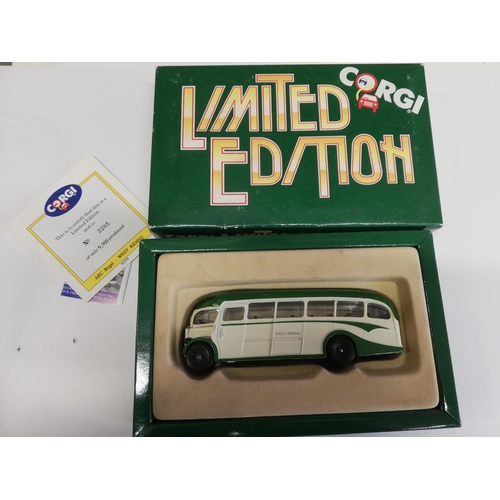 LIMITED
EDITION
CORGI
CORGI
This is to certify that this is a
Limited Edition
No 2265
of only 9,300 produced
AEC Regal - WEST RIDING
WEST RIDING